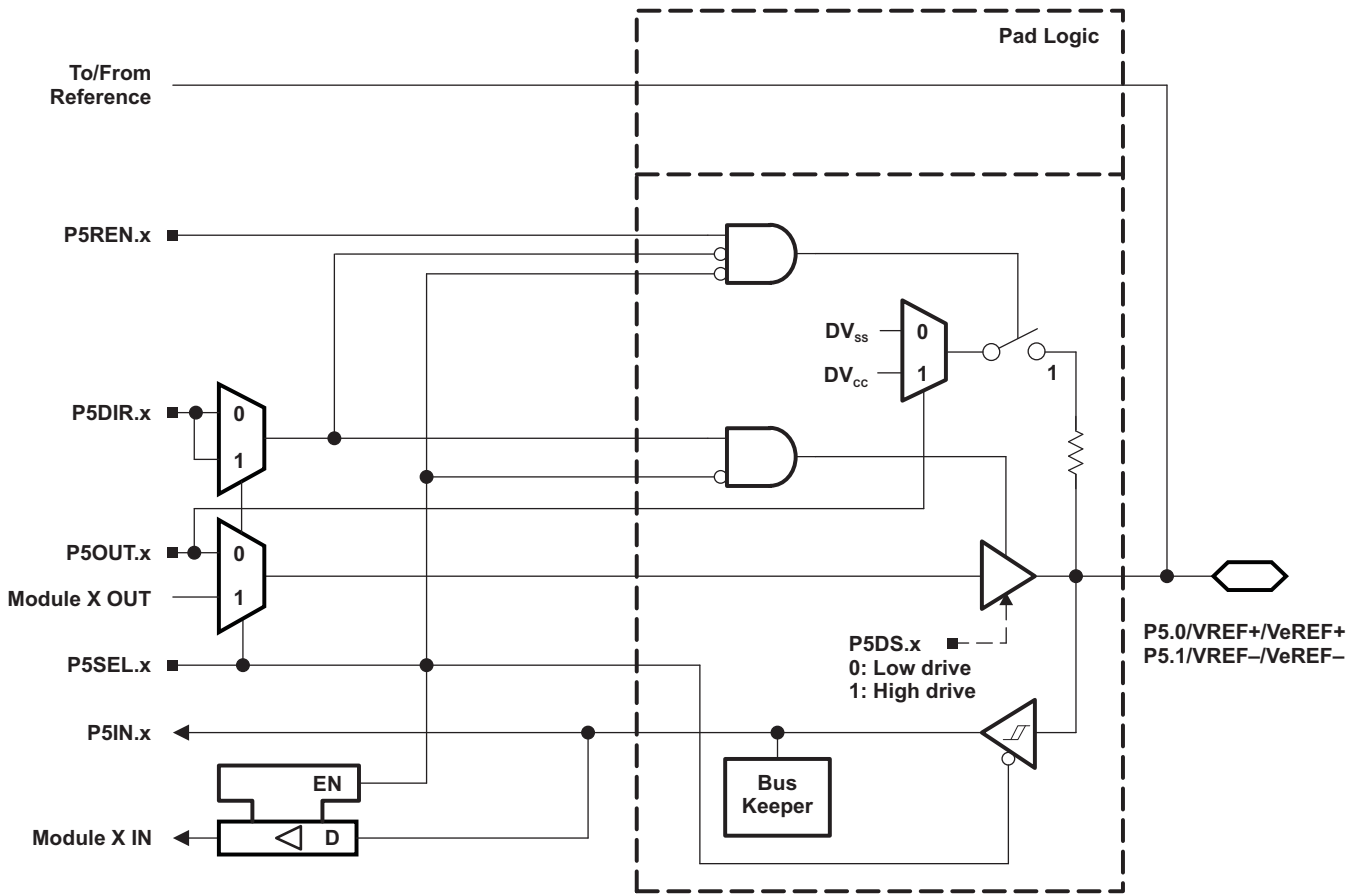 Pad Logic
To/From
Reference
P5REN.x
DVss
0
DVcc
1
1
P5DIR.x
0
1
P5OUT.x
0
Module X OUT
1
P5DS.x
0: Low drive
1: High drive
P5.0/VREF+/VeREF+
P5.1/VREF–/VeREF–
P5SEL.x
P5IN.x
EN
Bus
Keeper
Module X IN
D